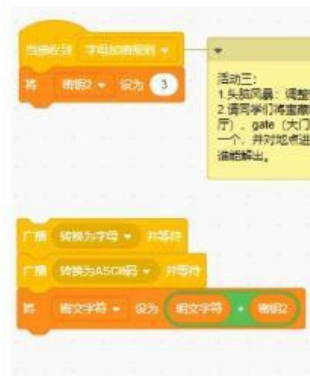 当接收到 字母加密规则
将 密钥2 设为 3
活动三:
1.头脑风暴:调整
2.请同学们将宝藏
厅)、gate(大门
一个,并对地点进
谁能解出。
广播 转换为字母 并等待
广播 转换为ASCII码 并等待
将 密文字符 设为 明文字符 + 密钥2